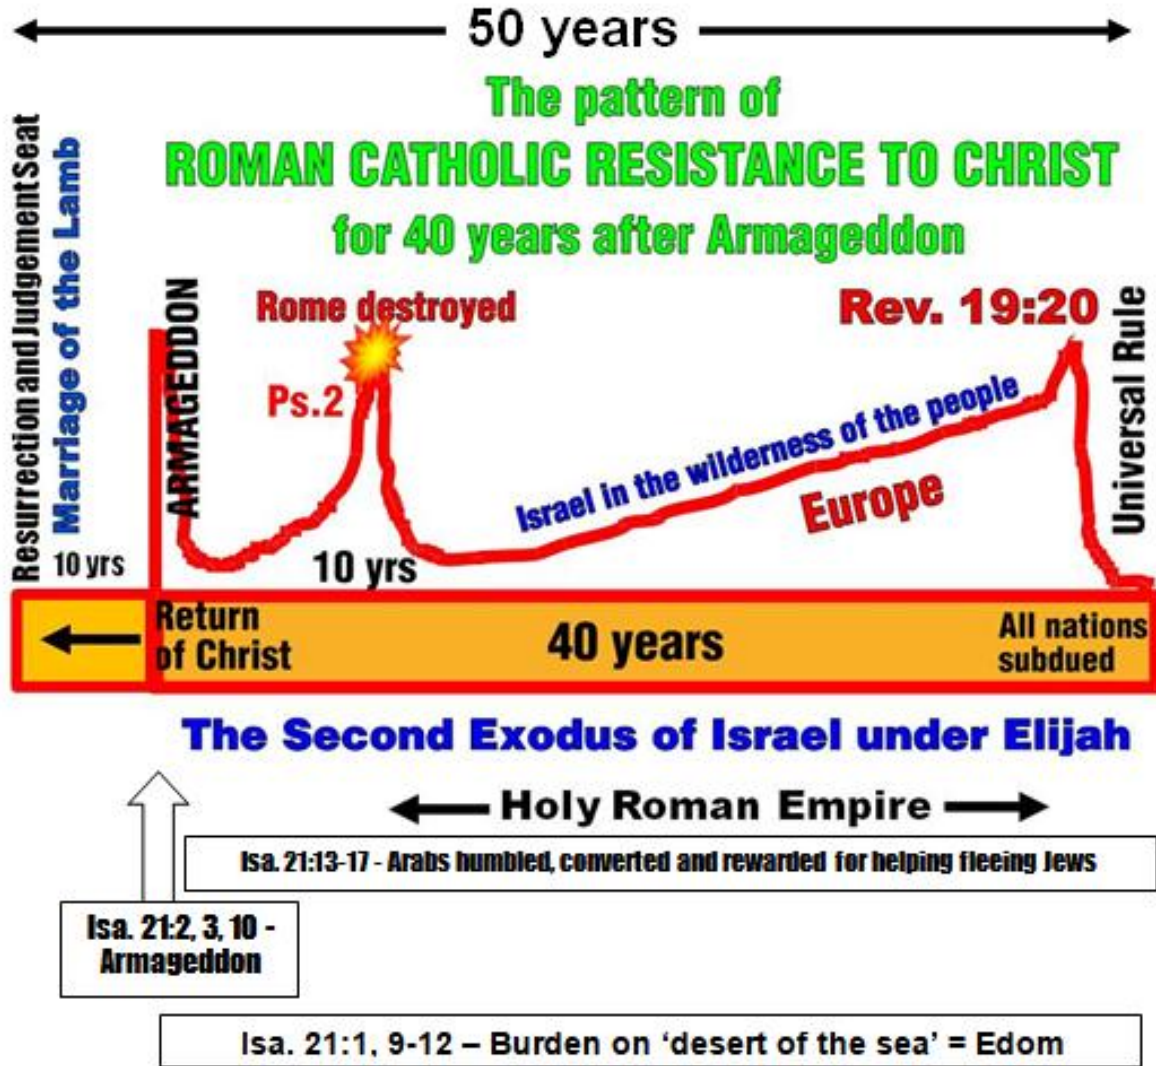 50 years
The pattern of
ROMAN CATHOLIC RESISTANCE TO CHRIST
for 40 years after Armageddon
Resurrection and Judgement Seat
Marriage of the Lamb
10 yrs
ARMAGEDDON
Rome destroyed
Ps.2
10 yrs
Israel in the wilderness of the people
Europe
Rev. 19:20
Universal Rule
Return
of Christ
40 years
All nations
subdued
The Second Exodus of Israel under Elijah
Holy Roman Empire
Isa. 21:13-17 - Arabs humbled, converted and rewarded for helping fleeing Jews
Isa. 21:2, 3, 10 -
Armageddon
Isa. 21:1, 9-12 – Burden on ‘desert of the sea’ = Edom